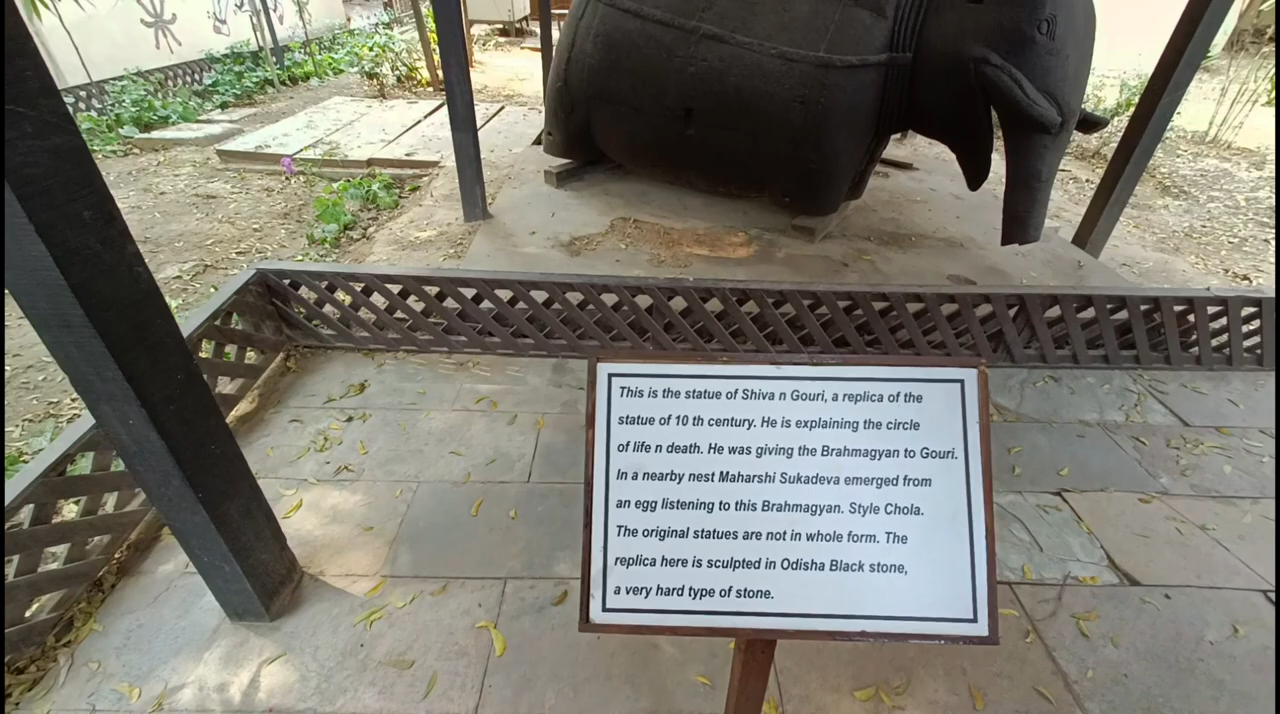 This is the statue of Shiva n Gouri, a replica of the
statue of 10 th century. He is explaining the circle
of life n death. He was giving the Brahmagyan to Gouri.
In a nearby nest Maharshi Sukadeva emerged from
an egg listening to this Brahmagyan. Style Chola.
The original statues are not in whole form. The
replica here is sculpted in Odisha Black stone,
a very hard type of stone.